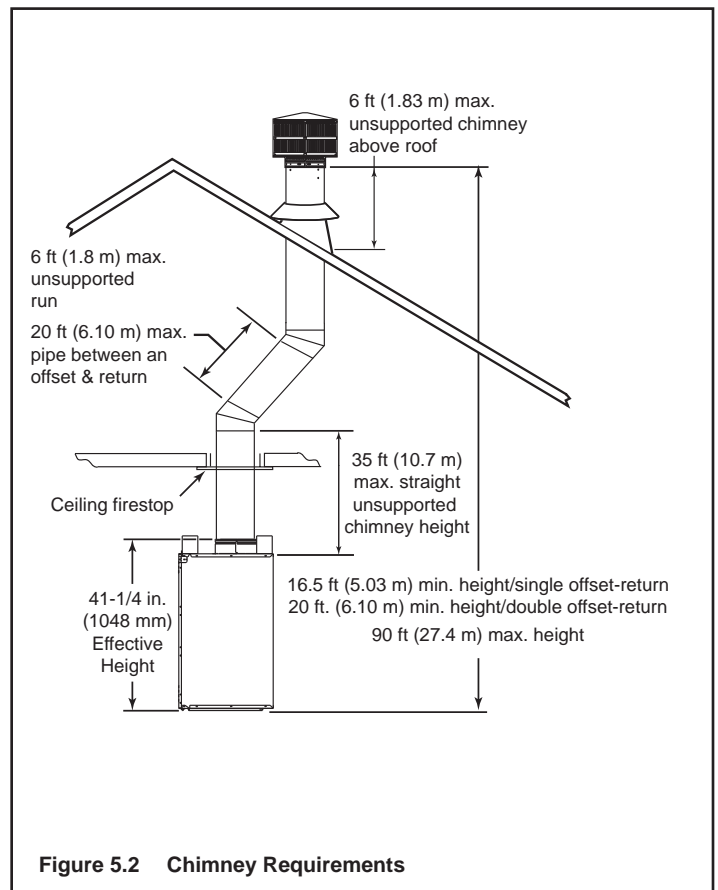 6 ft (1.83 m) max.
unsupported chimney
above roof
6 ft (1.8 m) max.
unsupported
run
20 ft (6.10 m) max.
pipe between an
offset & return
35 ft (10.7 m)
max. straight
unsupported
chimney height
Ceiling firestop
41-1/4 in.
(1048 mm)
Effective
Height
16.5 ft (5.03 m) min. height/single offset-return
20 ft. (6.10 m) min. height/double offset-return
90 ft (27.4 m) max. height
Figure 5.2 Chimney Requirements